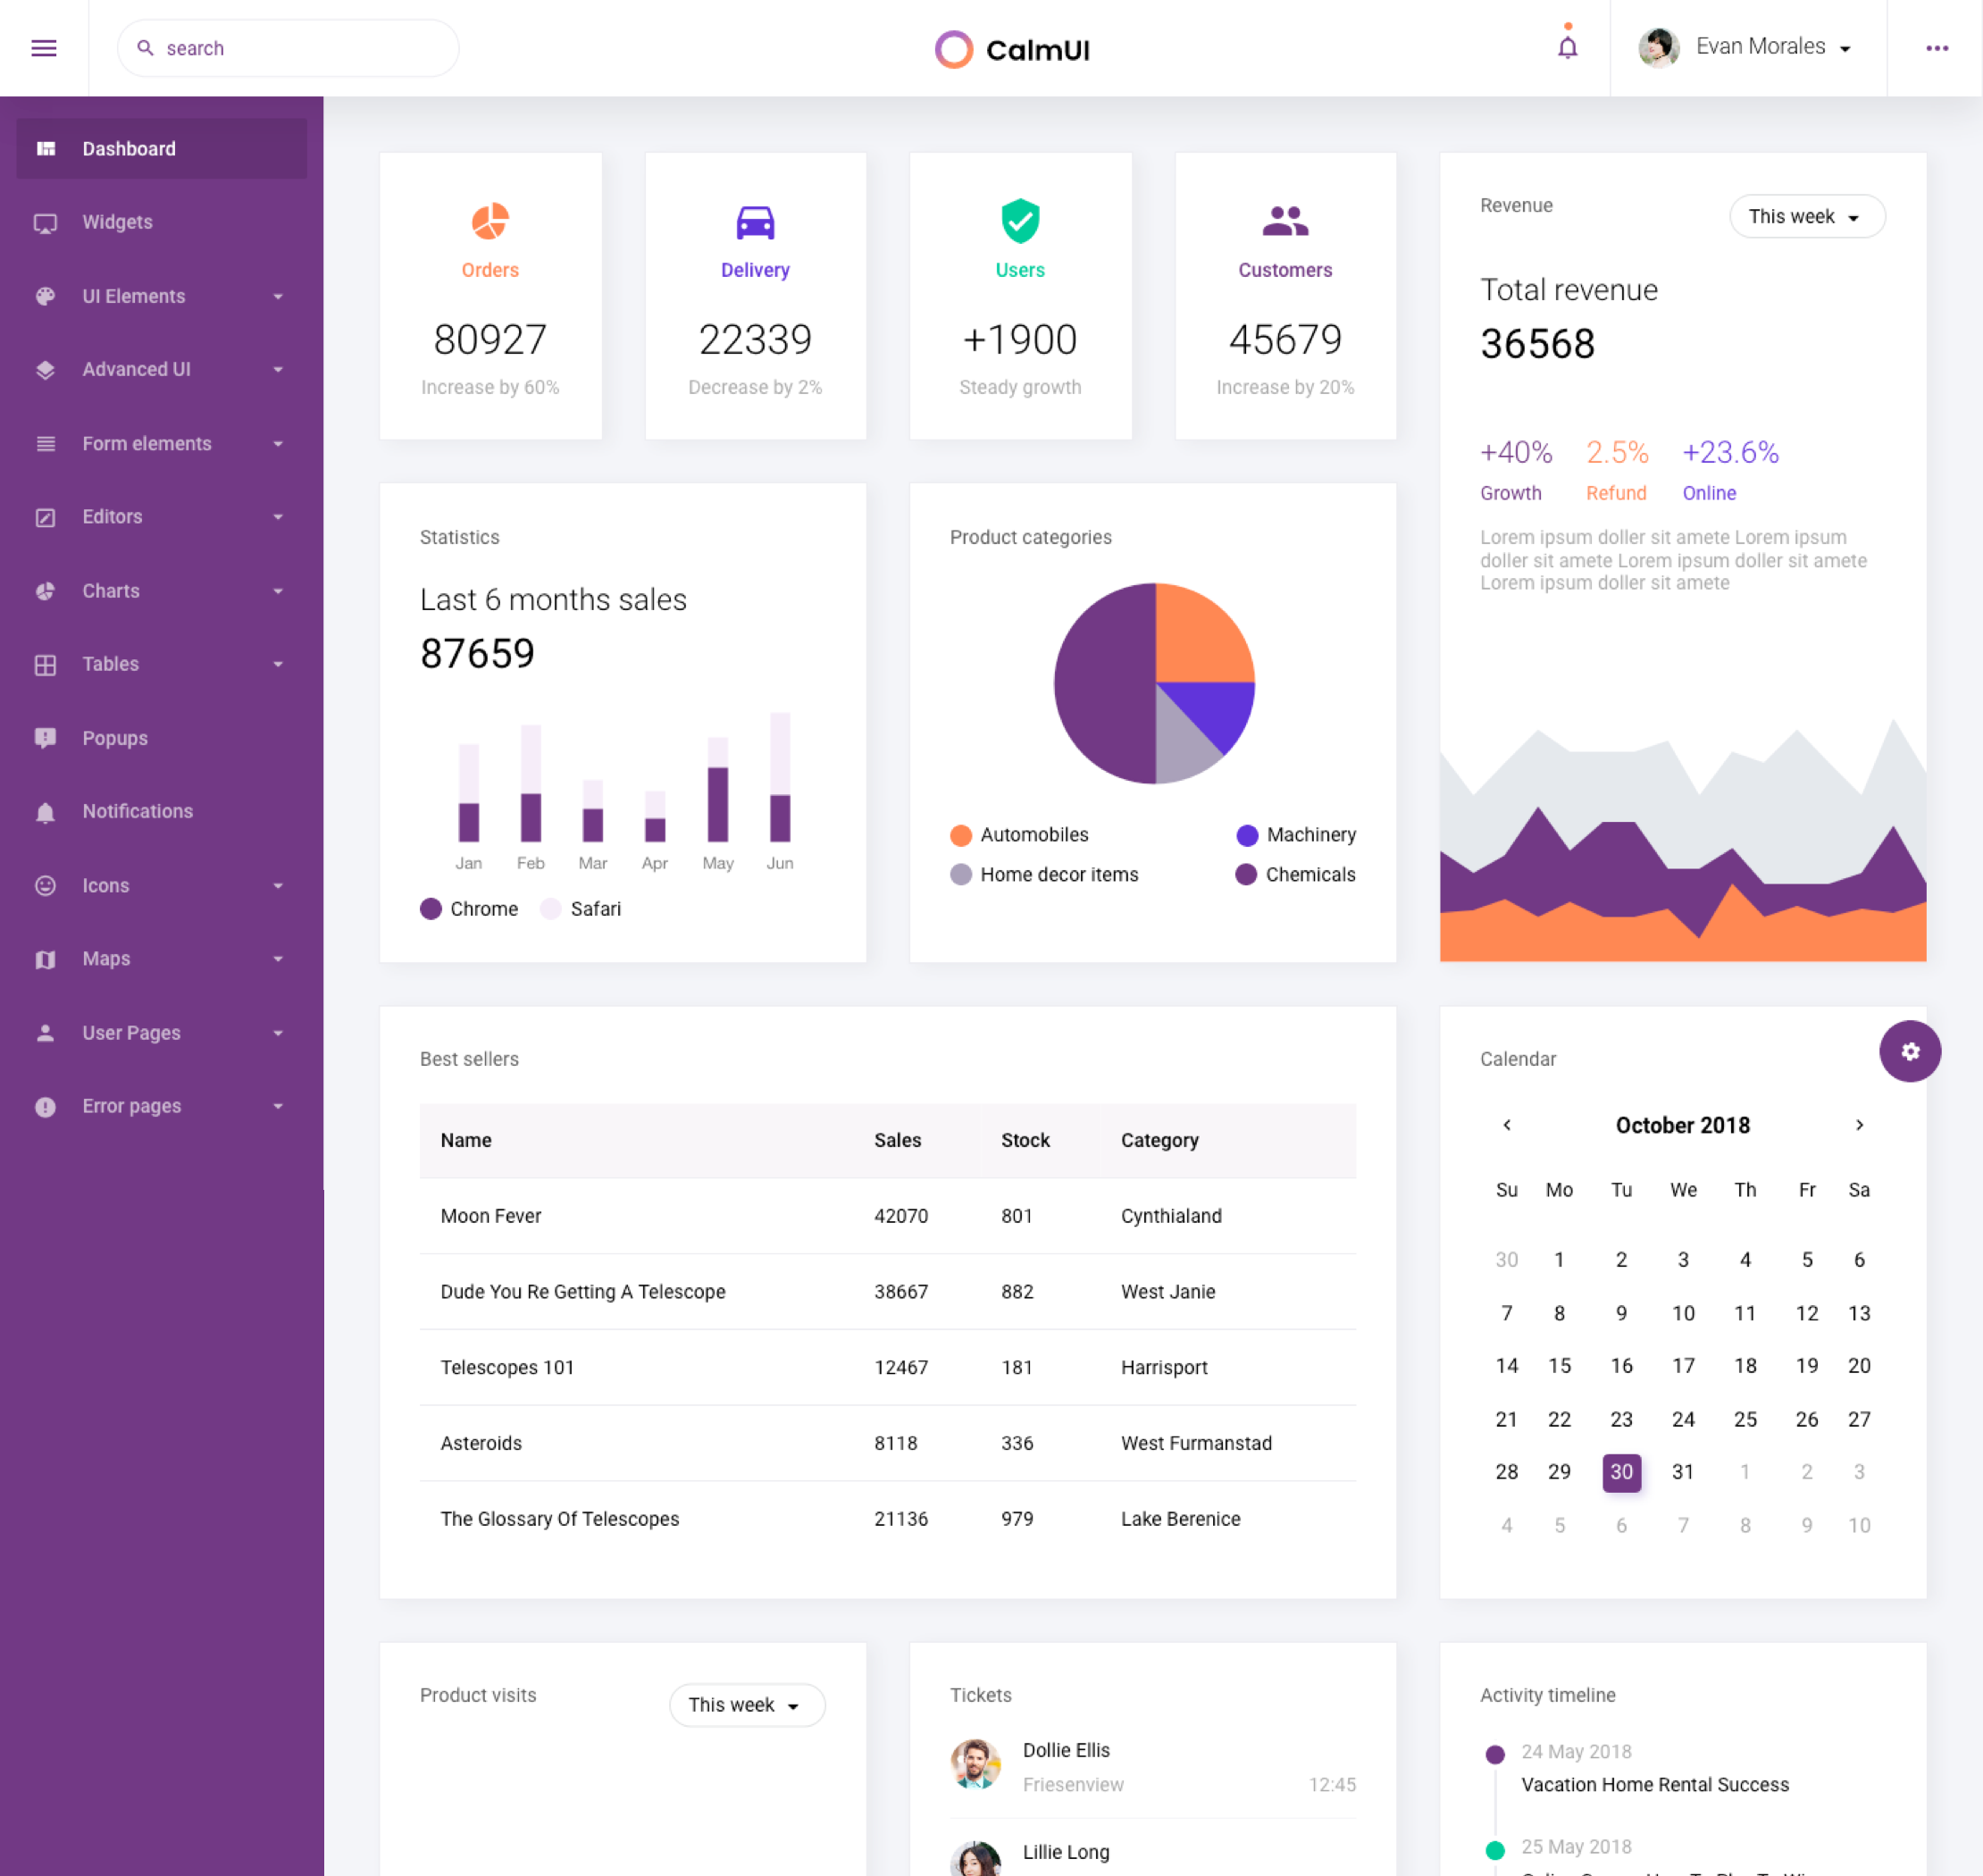 search
CalmUI
Evan Morales
Dashboard
Widgets
UI Elements
Advanced UI
Form elements
Editors
Charts
Tables
Popups
Notifications
Icons
Maps
User Pages
Error pages
Orders
80927
Increase by 60%
Delivery
22339
Decrease by 2%
Users
+1900
Steady growth
Customers
45679
Increase by 20%
Revenue
This week
Total revenue
36568
+40% 2.5% +23.6%
Growth Refund Online
Lorem ipsum doller sit amete Lorem ipsum
doller sit amete Lorem ipsum doller sit amete
Lorem ipsum doller sit amete
Statistics
Last 6 months sales
87659
Jan Feb Mar Apr May Jun
Chrome Safari
Product categories
Automobiles Machinery
Home decor items Chemicals
Best sellers
Name Sales Stock Category
Moon Fever 42070 801 Cynthialand
Dude You Re Getting A Telescope 38667 882 West Janie
Telescopes 101 12467 181 Harrisport
Asteroids 8118 336 West Furmanstad
The Glossary Of Telescopes 21136 979 Lake Berenice
Calendar
October 2018
Su Mo Tu We Th Fr Sa
30 1 2 3 4 5 6
7 8 9 10 11 12 13
14 15 16 17 18 19 20
21 22 23 24 25 26 27
28 29 30 31 1 2 3
4 5 6 7 8 9 10
Product visits
This week
Tickets
Dollie Ellis
Friesenview 12:45
Lillie Long
Activity timeline
24 May 2018
Vacation Home Rental Success
25 May 2018